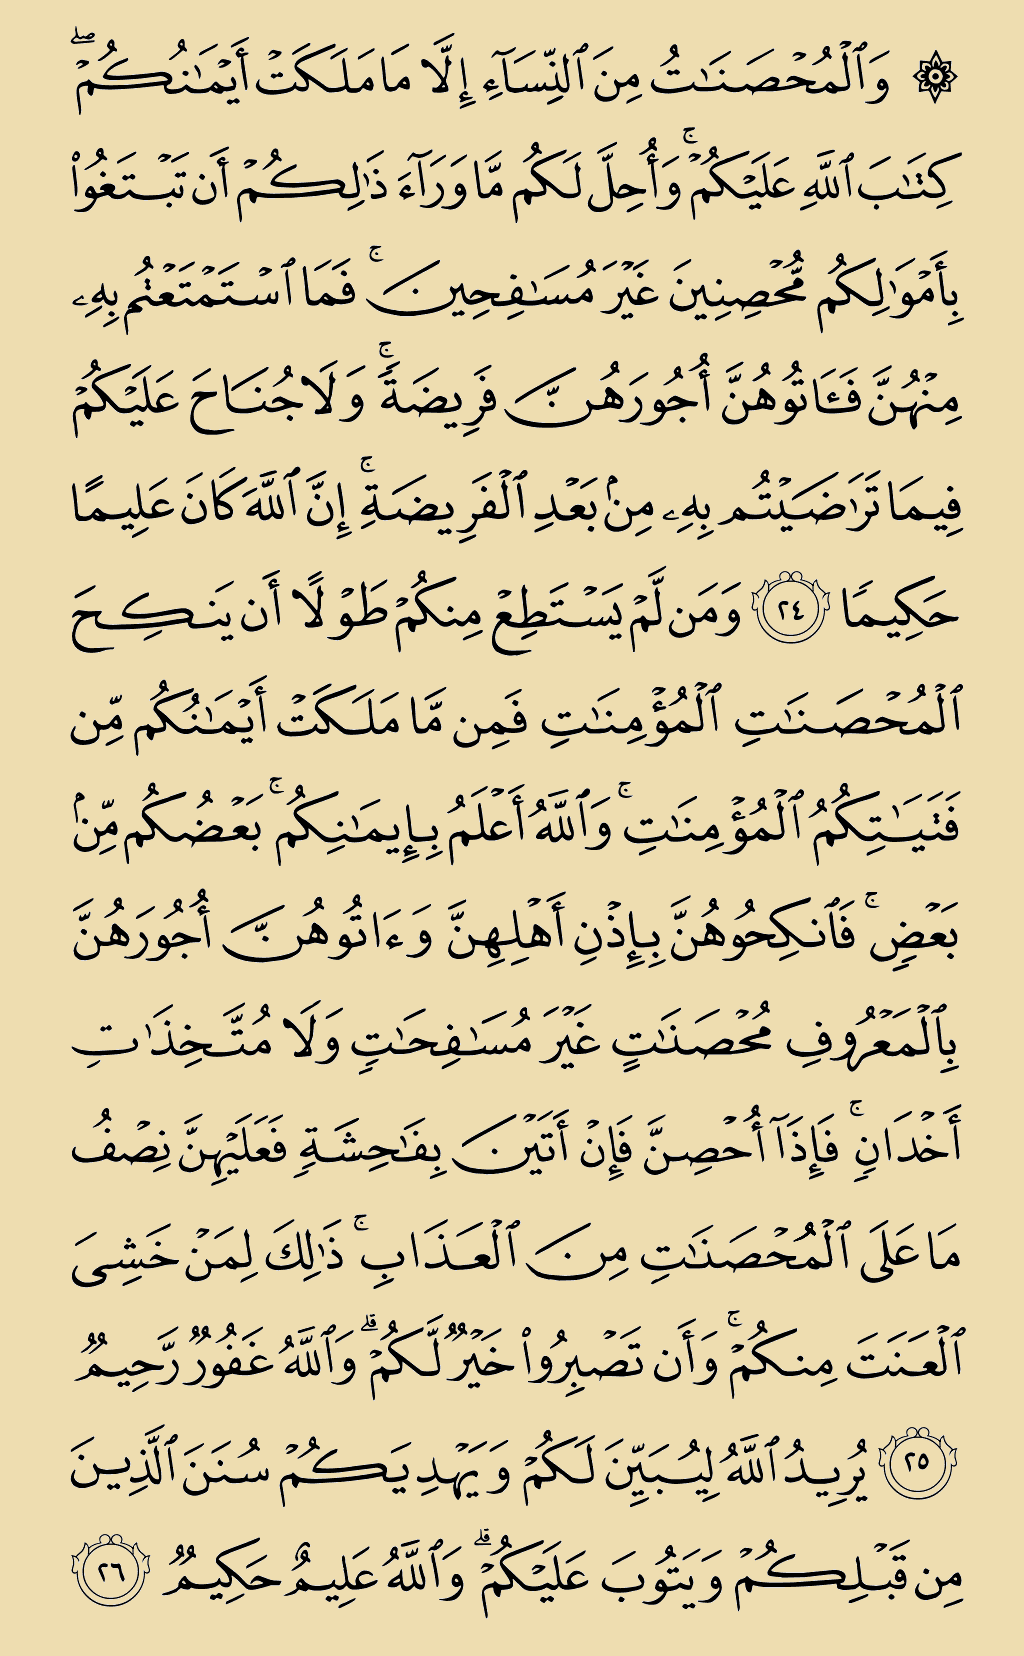 ۞ وَٱلۡمُحۡصَنَٰتُ مِنَ ٱلنِّسَآءِ إِلَّا مَا مَلَكَتۡ أَيۡمَٰنُكُمۡۖ
كِتَٰبَ ٱللَّهِ عَلَيۡكُمۡۚ وَأُحِلَّ لَكُم مَّا وَرَآءَ ذَٰلِكُمۡ أَن تَبۡتَغُواْ
بِأَمۡوَٰلِكُم مُّحۡصِنِينَ غَيۡرَ مُسَٰفِحِينَۚ فَمَا ٱسۡتَمۡتَعۡتُم بِهِۦ
مِنۡهُنَّ فَـَٔاتُوهُنَّ أُجُورَهُنَّ فَرِيضَةٗۚ وَلَا جُنَاحَ عَلَيۡكُمۡ
فِيمَا تَرَٰضَيۡتُم بِهِۦ مِنۢ بَعۡدِ ٱلۡفَرِيضَةِۚ إِنَّ ٱللَّهَ كَانَ عَلِيمًا
حَكِيمٗا ٢٤ وَمَن لَّمۡ يَسۡتَطِعۡ مِنكُمۡ طَوۡلًا أَن يَنكِحَ
ٱلۡمُحۡصَنَٰتِ ٱلۡمُؤۡمِنَٰتِ فَمِن مَّا مَلَكَتۡ أَيۡمَٰنُكُم مِّن
فَتَيَٰتِكُمُ ٱلۡمُؤۡمِنَٰتِۚ وَٱللَّهُ أَعۡلَمُ بِإِيمَٰنِكُمۚ بَعۡضُكُم مِّنۢ
بَعۡضٖۚ فَٱنكِحُوهُنَّ بِإِذۡنِ أَهۡلِهِنَّ وَءَاتُوهُنَّ أُجُورَهُنَّ
بِٱلۡمَعۡرُوفِ مُحۡصَنَٰتٍ غَيۡرَ مُسَٰفِحَٰتٖ وَلَا مُتَّخِذَٰتِ
أَخۡدَانٖۚ فَإِذَآ أُحۡصِنَّ فَإِنۡ أَتَيۡنَ بِفَٰحِشَةٖ فَعَلَيۡهِنَّ نِصۡفُ
مَا عَلَى ٱلۡمُحۡصَنَٰتِ مِنَ ٱلۡعَذَابِۚ ذَٰلِكَ لِمَنۡ خَشِيَ
ٱلۡعَنَتَ مِنكُمۡۚ وَأَن تَصۡبِرُواْ خَيۡرٞ لَّكُمۡۗ وَٱللَّهُ غَفُورٞ رَّحِيمٞ
٢٥ يُرِيدُ ٱللَّهُ لِيُبَيِّنَ لَكُمۡ وَيَهۡدِيَكُمۡ سُنَنَ ٱلَّذِينَ
مِن قَبۡلِكُمۡ وَيَتُوبَ عَلَيۡكُمۡۗ وَٱللَّهُ عَلِيمٌ حَكِيمٞ ٢٦